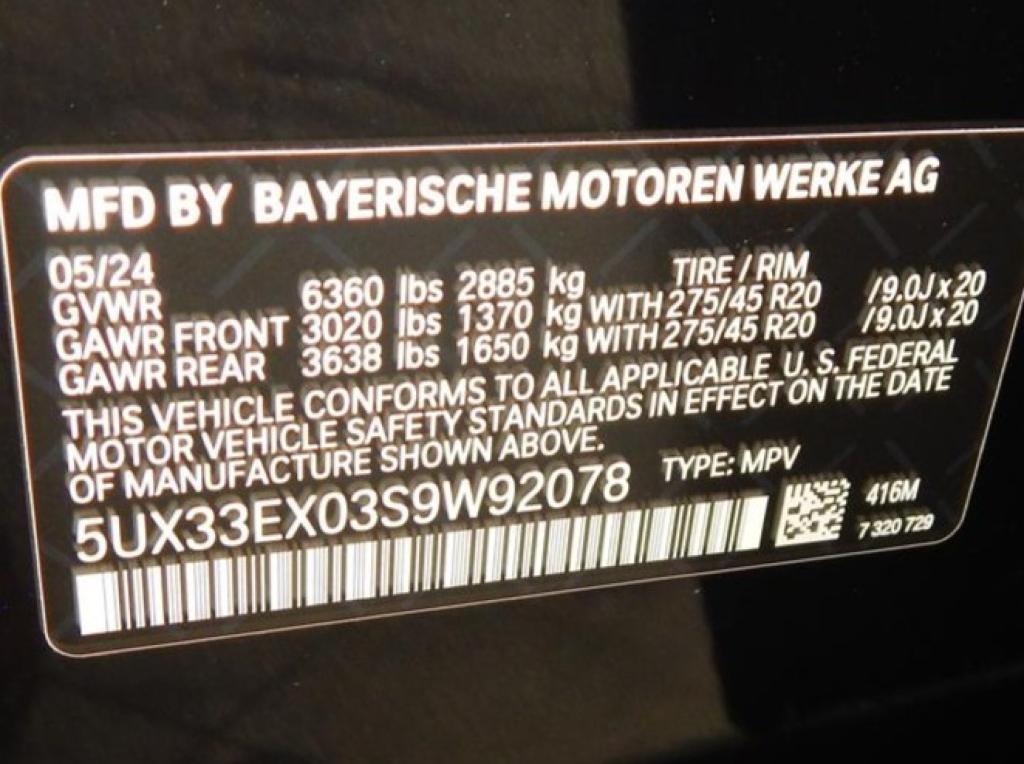 MFD BY BAYERISCHE MOTOREN WERKE AG
05/24 TIRE / RIM
GVWR 6360 lbs 2885 kg
GAWR FRONT 3020 lbs 1370 kg WITH 275/45 R20 /9.0J x 20
GAWR REAR 3638 lbs 1650 kg WITH 275/45 R20 /9.0J x 20
THIS VEHICLE CONFORMS TO ALL APPLICABLE U. S. FEDERAL
MOTOR VEHICLE SAFETY STANDARDS IN EFFECT ON THE DATE
OF MANUFACTURE SHOWN ABOVE.
5UX33EX03S9W92078 TYPE: MPV
416M
7 320 729